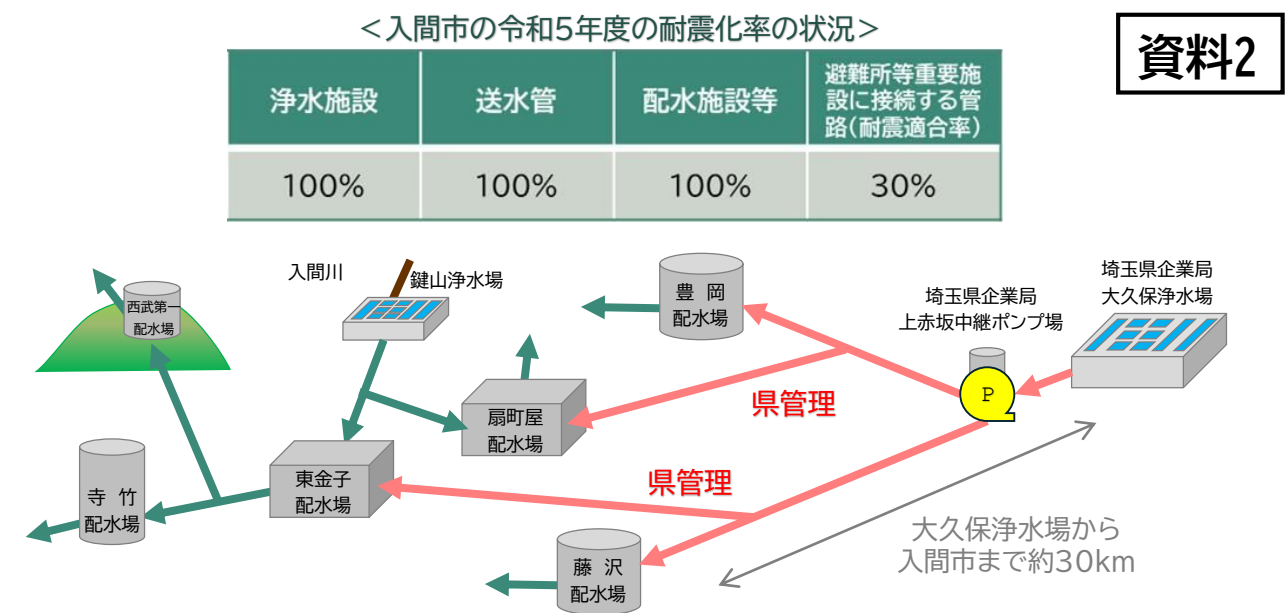 <入間市の令和5年度の耐震化率の状況>
資料2
浄水施設
送水管
配水施設等
避難所等重要施
設に接続する管
路(耐震適合率)
100%
100%
100%
30%
西武第一
配水場
入間川
鍵山浄水場
豊 岡
配水場
埼玉県企業局
上赤坂中継ポンプ場
埼玉県企業局
大久保浄水場
P
扇町屋
配水場
県管理
寺 竹
配水場
東金子
配水場
県管理
藤 沢
配水場
大久保浄水場から
入間市まで約30km